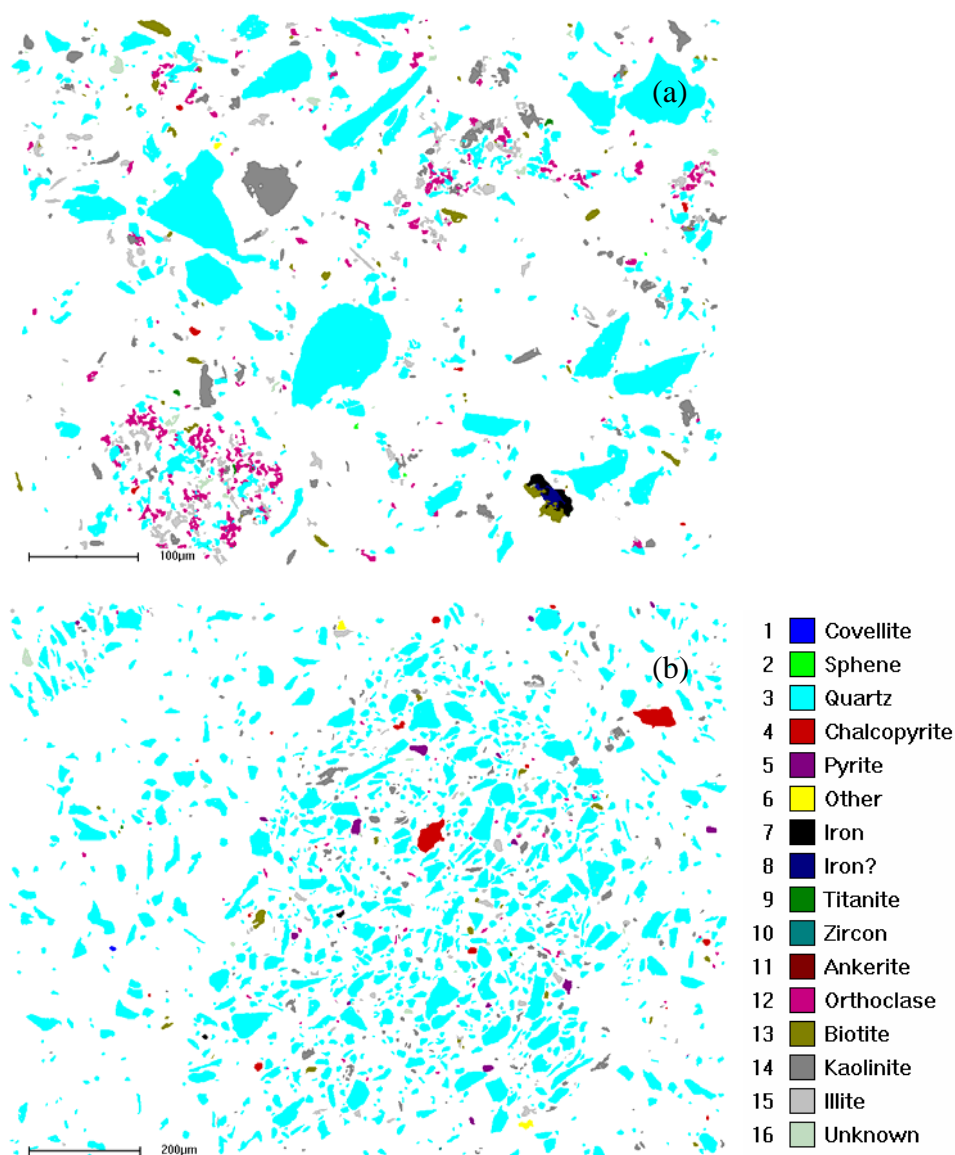 (a)
100µm
(b)
200µm
1 Covellite
2 Sphene
3 Quartz
4 Chalcopyrite
5 Pyrite
6 Other
7 Iron
8 Iron?
9 Titanite
10 Zircon
11 Ankerite
12 Orthoclase
13 Biotite
14 Kaolinite
15 Illite
16 Unknown